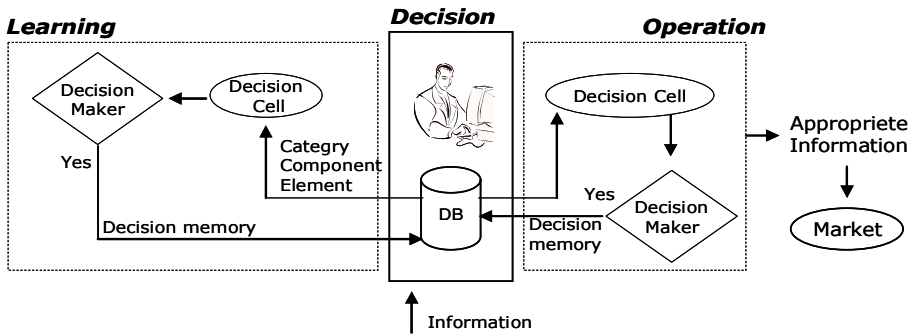 Learning
Decision
Operation
Decision
Maker
Decision
Cell
Yes
Categry
Component
Element
Decision memory
DB
Decision Cell
Yes
Decision
memory
Decision
Maker
Appropriete
Information
Market
Information